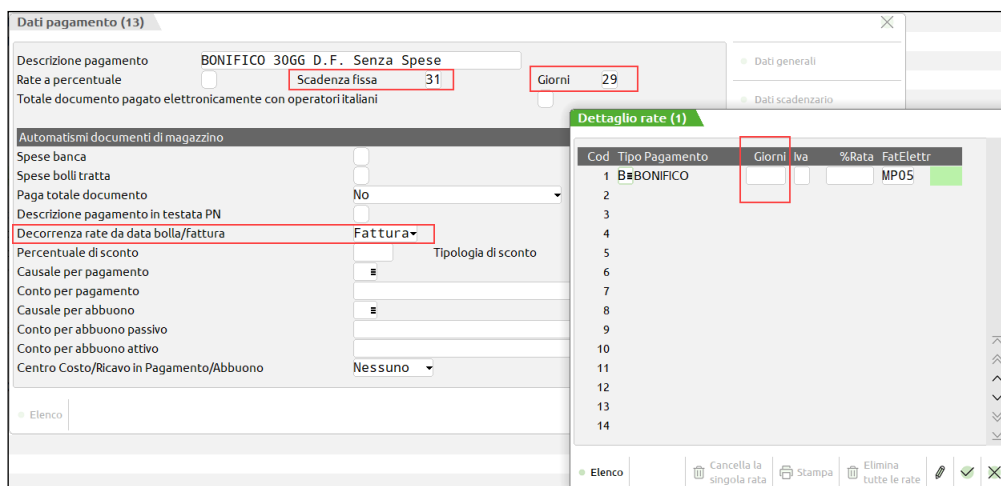 Dati pagamento (13)
Descrizione pagamento BONIFICO 30GG D.F. Senza Spese
Rate a percentuale Scadenza fissa 31 Giorni 29
Totale documento pagato elettronicamente con operatori italiani
Dati generali
Dati scadenzario
Automatismi documenti di magazzino
Spese banca
Spese bolli tratta
Paga totale documento No
Descrizione pagamento in testata PN
Decorrenza rate da data bolla/fattura Fattura
Percentuale di sconto Tipologia di sconto
Causale per pagamento
Conto per pagamento
Causale per abbuono
Conto per abbuono passivo
Conto per abbuono attivo
Centro Costo/Ricavo in Pagamento/Abbuono Nessuno
Elenco
Dettaglio rate (1)
Cod Tipo Pagamento Giorni Iva %Rata FatElettr
1 B BONIFICO MP05
2
3
4
5
6
7
8
9
10
11
12
13
14
Elenco
Cancella la singola rata
Stampa
Elimina tutte le rate